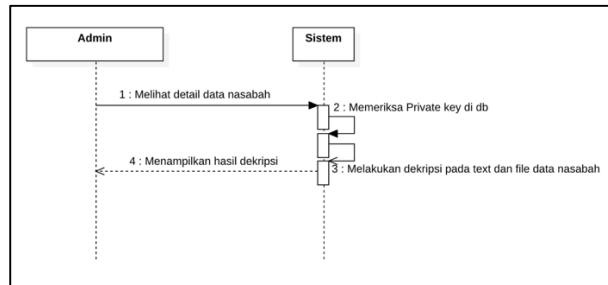 Admin
Sistem
1 : Melihat detail data nasabah
2 : Memeriksa Private key di db
4 : Menampilkan hasil dekripsi
3 : Melakukan dekripsi pada text dan file data nasabah